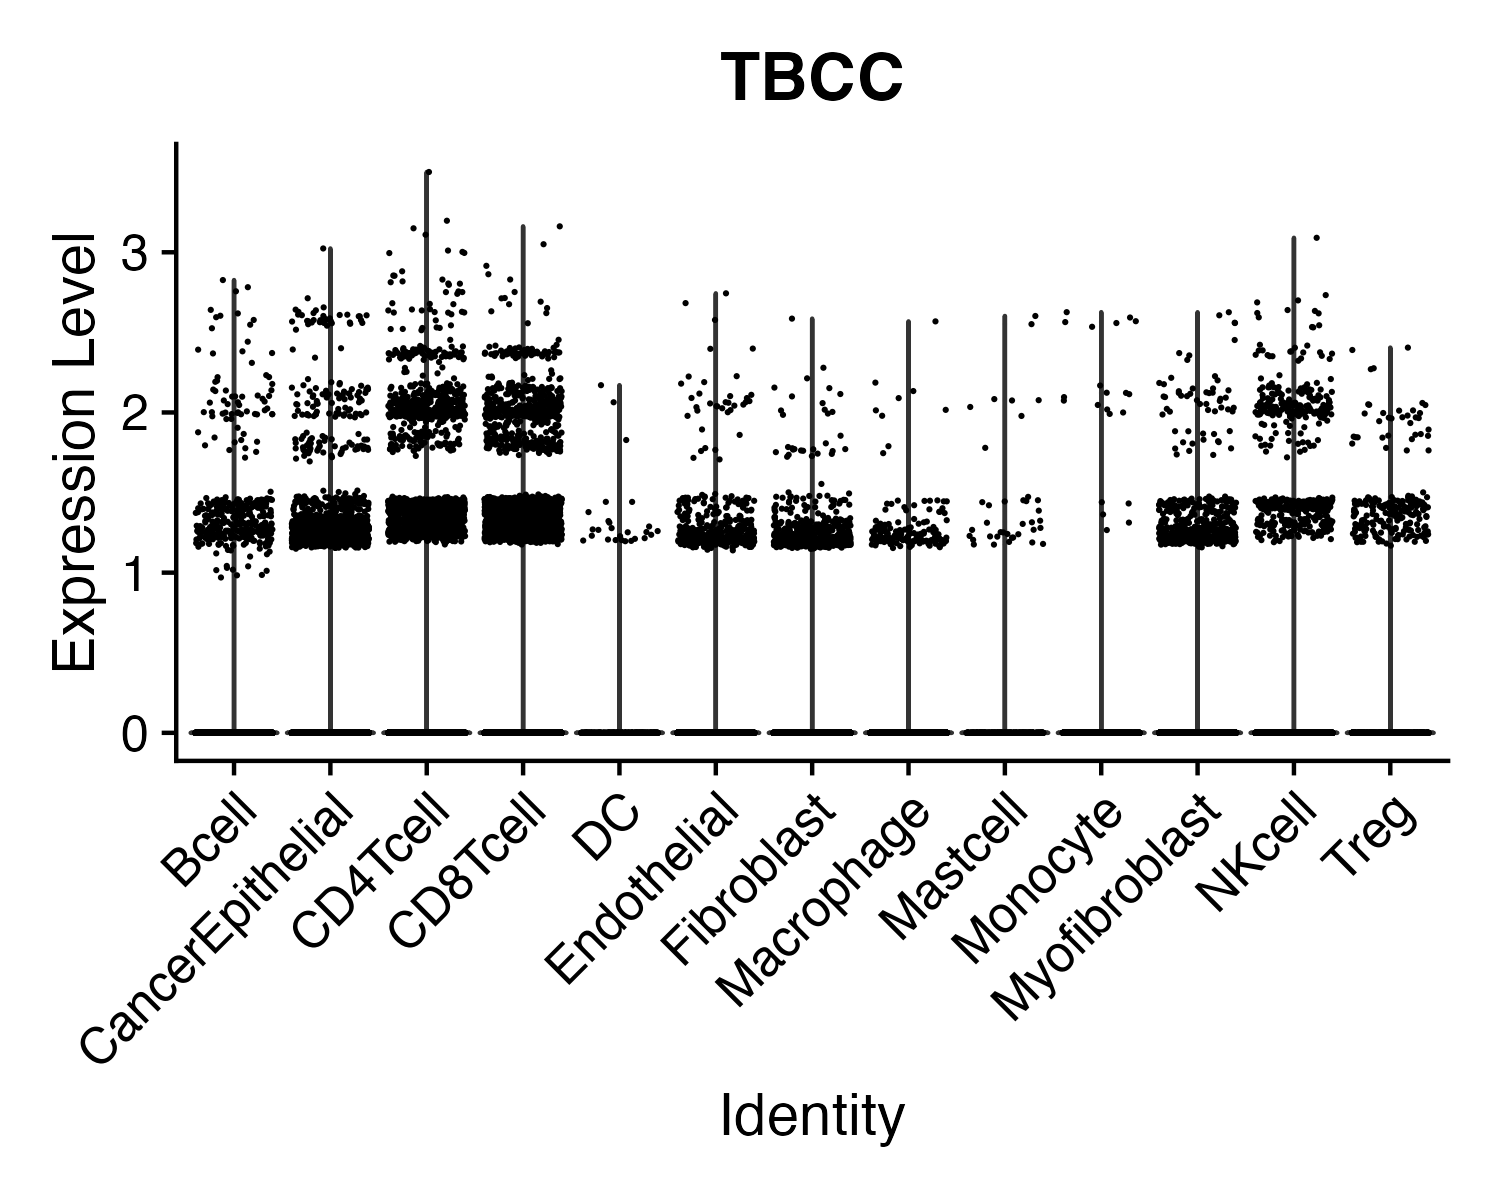 TBCC
Expression Level
3
2
1
0
Bcell
CancerEpithelial
CD4Tcell
CD8Tcell
DC
Endothelial
Fibroblast
Macrophage
Mastcell
Monocyte
Myofibroblast
NKcell
Treg
Identity